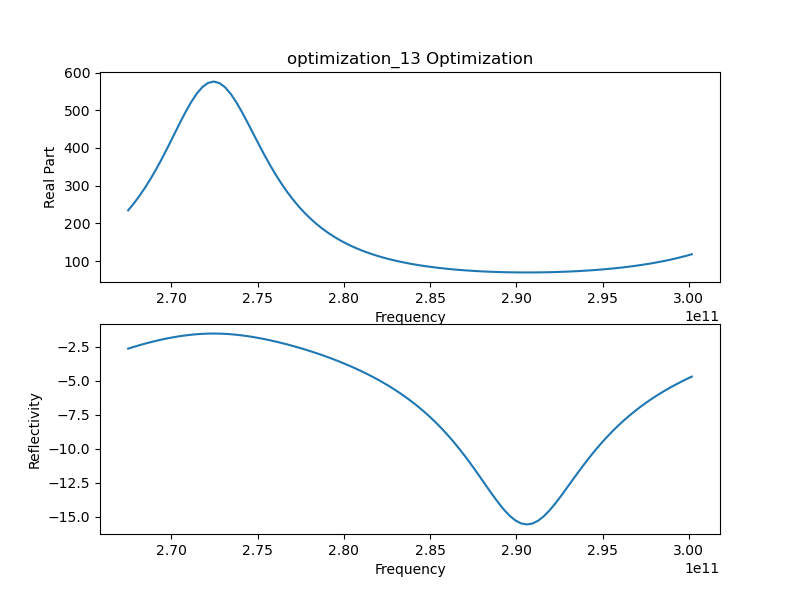 optimization_13 Optimization
600
500
400
300
200
100
Real Part
2.70 2.75 2.80 2.85 2.90 2.95 3.00
1e11
Frequency
−2.5
−5.0
−7.5
−10.0
−12.5
−15.0
Reflectivity
2.70 2.75 2.80 2.85 2.90 2.95 3.00
1e11
Frequency